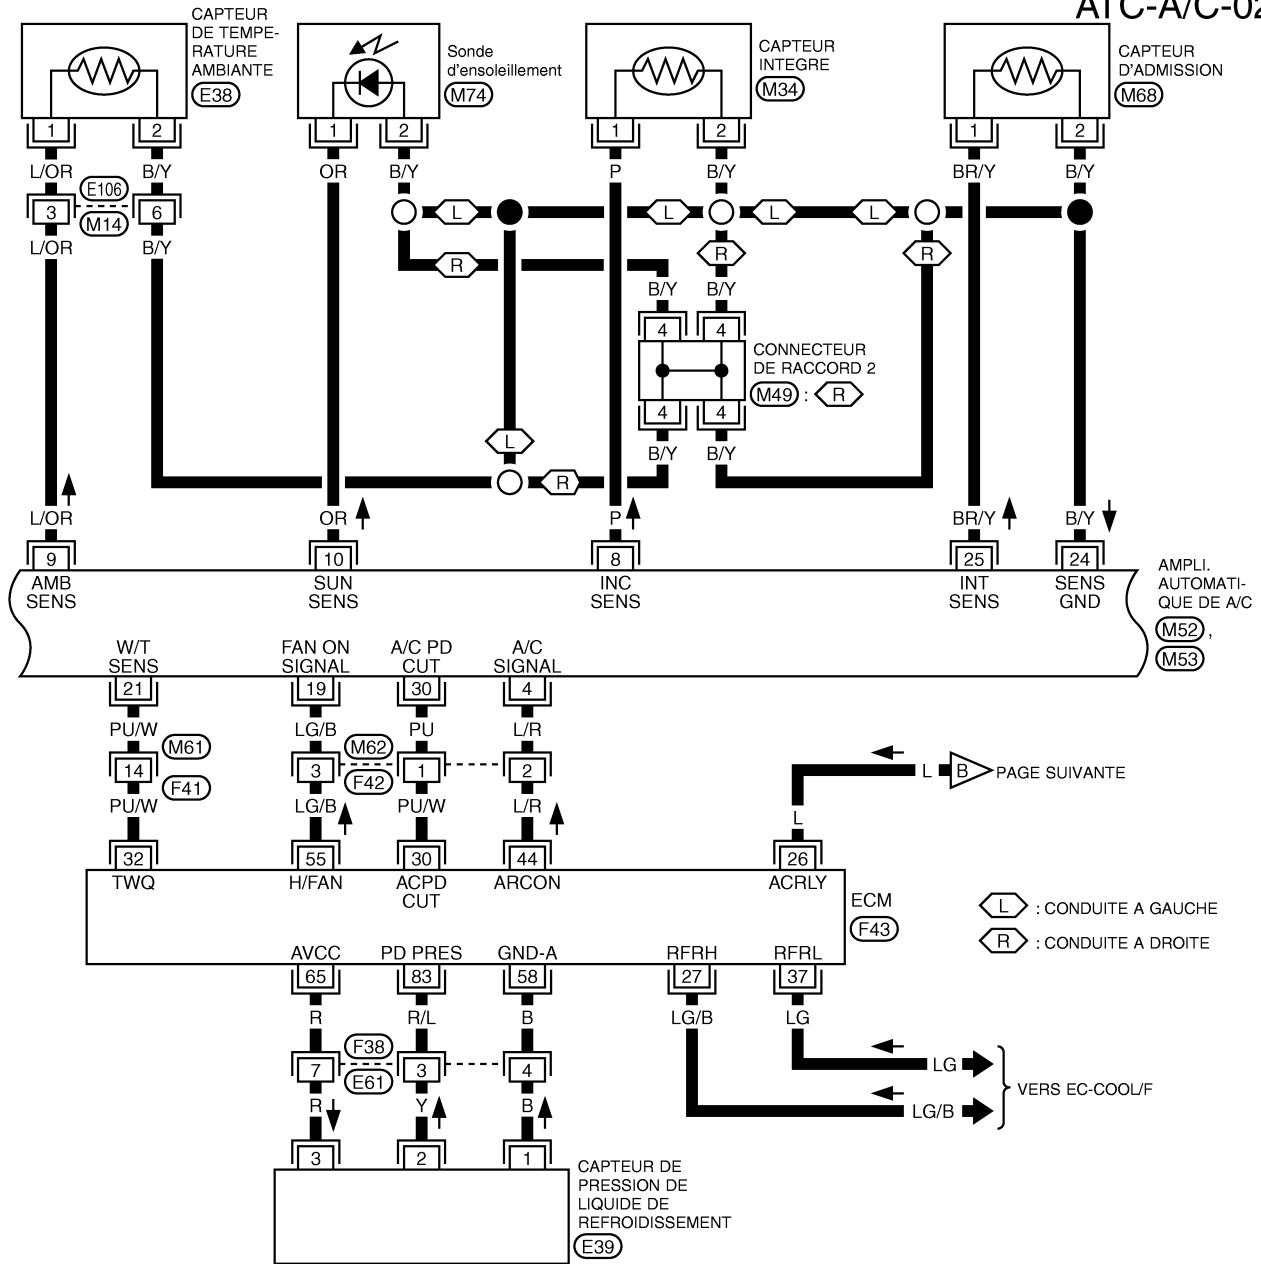 ATC-A/C-02
CAPTEUR
DE TEMPE-
RATURE
AMBIANTE
E38
Sonde
d'ensoleillement
M74
CAPTEUR
INTEGRE
M34
CAPTEUR
D'ADMISSION
M68
1 2 1 2 1 2 1 2
L/OR B/Y OR B/Y P B/Y BR/Y B/Y
E106
3 6
M14
L L L L
L/OR B/Y
R R R
B/Y B/Y
4 4
CONNECTEUR
DE RACCORD 2
M49 : R
4 4
L
B/Y B/Y
R
L/OR OR P BR/Y B/Y
9 10 8 25 24
AMB
SENS
SUN
SENS
INC
SENS
INT
SENS
SENS
GND
AMPLI.
AUTOMATI-
QUE DE A/C
M52 ,
M53
W/T
SENS
FAN ON
SIGNAL
A/C PD
CUT
A/C
SIGNAL
21 19 30 4
PU/W LG/B PU L/R
M61 M62
14 3 1 2
F41 F42
PU/W LG/B PU/W L/R
L B PAGE SUIVANTE
L
32 55 30 44 26
TWQ H/FAN ACPD
CUT
ARCON ACRLY
ECM
F43
L : CONDUITE A GAUCHE
R : CONDUITE A DROITE
AVCC PD PRES GND-A RFRH RFRL
65 83 58 27 37
R R/L B LG/B LG
F38
7 3 4
E61
LG
VERS EC-COOL/F
LG/B
R Y B
3 2 1
CAPTEUR DE
PRESSION DE
LIQUIDE DE
REFROIDISSEMENT
E39